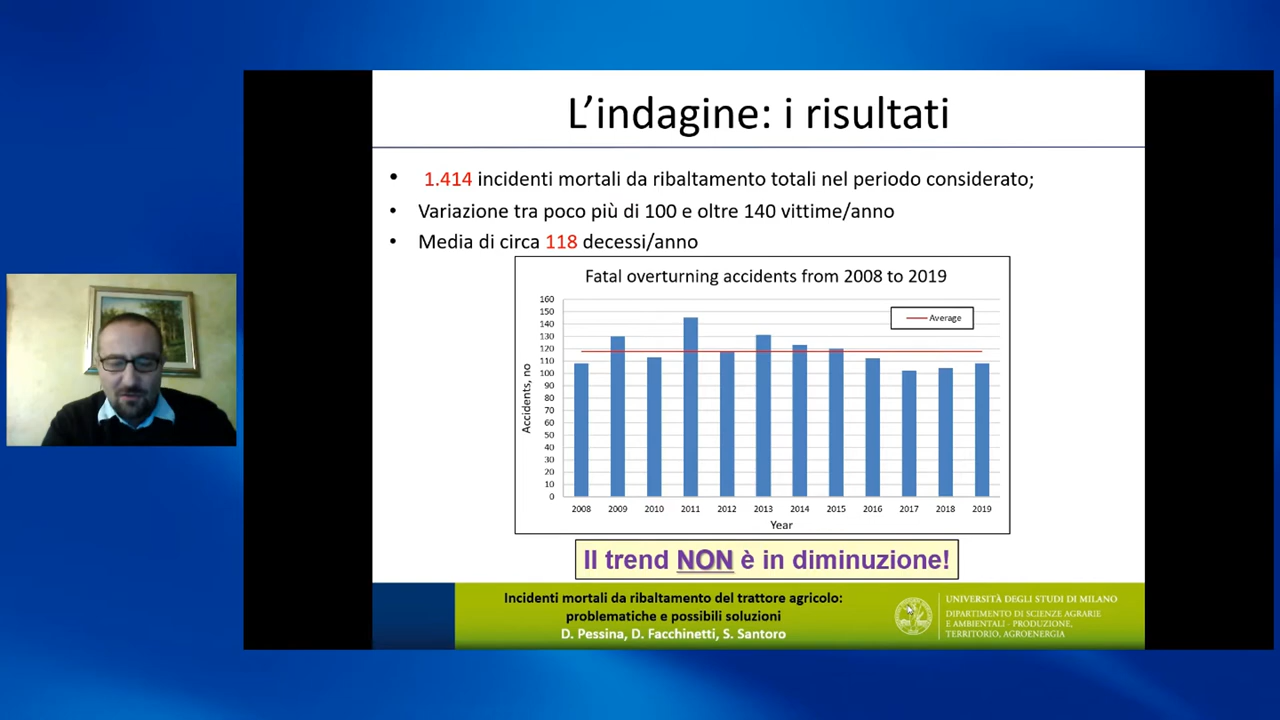 L'indagine: i risultati
• 1.414 incidenti mortali da ribaltamento totali nel periodo considerato;
• Variazione tra poco più di 100 e oltre 140 vittime/anno
• Media di circa 118 decessi/anno
Fatal overturning accidents from 2008 to 2019
160
150
140
130
120
110
100
90
80
70
60
50
40
30
20
10
0
Accidents, no
Average
2008 2009 2010 2011 2012 2013 2014 2015 2016 2017 2018 2019
Year
Il trend NON è in diminuzione!
Incidenti mortali da ribaltamento del trattore agricolo:
problematiche e possibili soluzioni
D. Pessina, D. Facchinetti, S. Santoro
UNIVERSITÀ DEGLI STUDI DI MILANO
DIPARTIMENTO DI SCIENZE AGRARIE
E AMBIENTALI - PRODUZIONE,
TERRITORIO, AGROENERGIA